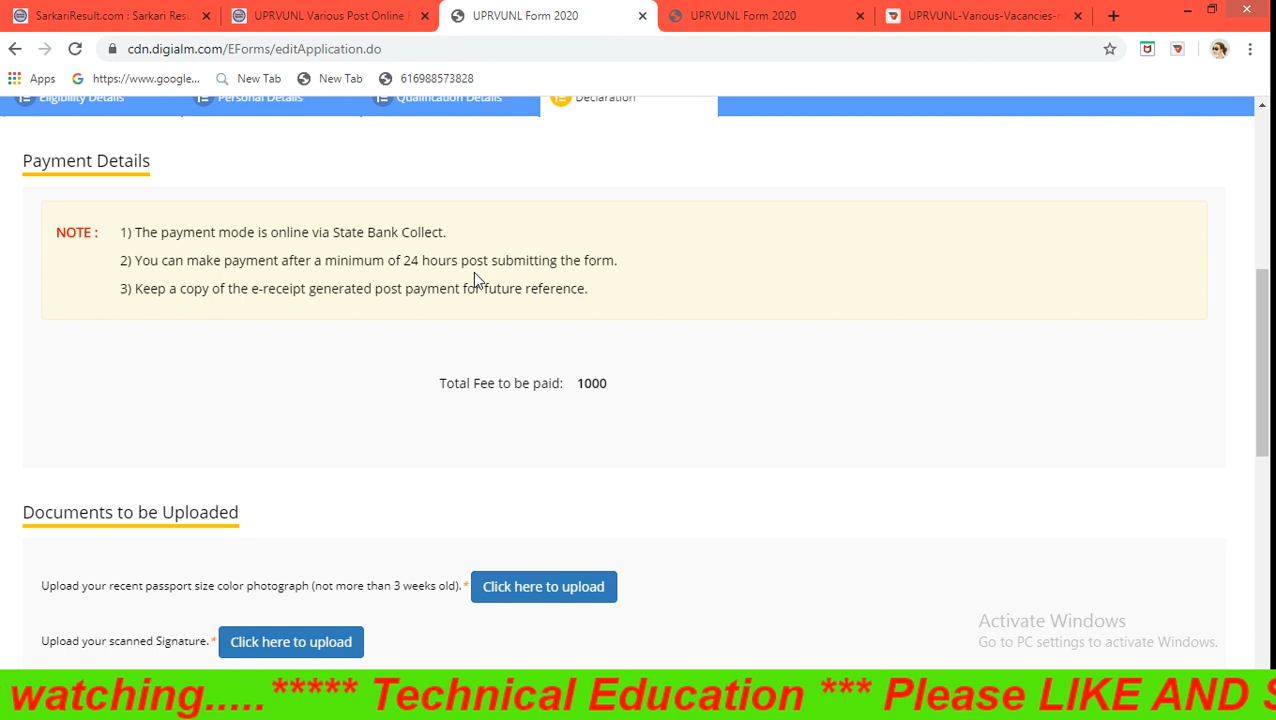 SarkariResult.com : Sarkari Resu
UPRVUNL Various Post Online F
UPRVUNL Form 2020
UPRVUNL Form 2020
UPRVUNL-Various-Vacancies-n
cdn.digialm.com/EForms/editApplication.do
Apps
https://www.google...
New Tab
New Tab
616988573828
Eligibility Details
Personal Details
Qualification Details
Declaration
Payment Details
NOTE : 1) The payment mode is online via State Bank Collect.
2) You can make payment after a minimum of 24 hours post submitting the form.
3) Keep a copy of the e-receipt generated post payment for future reference.
Total Fee to be paid: 1000
Documents to be Uploaded
Upload your recent passport size color photograph (not more than 3 weeks old).* Click here to upload
Upload your scanned Signature.* Click here to upload
Activate Windows
Go to PC settings to activate Windows.
watching..... ***** Technical Education *** Please LIKE AND S